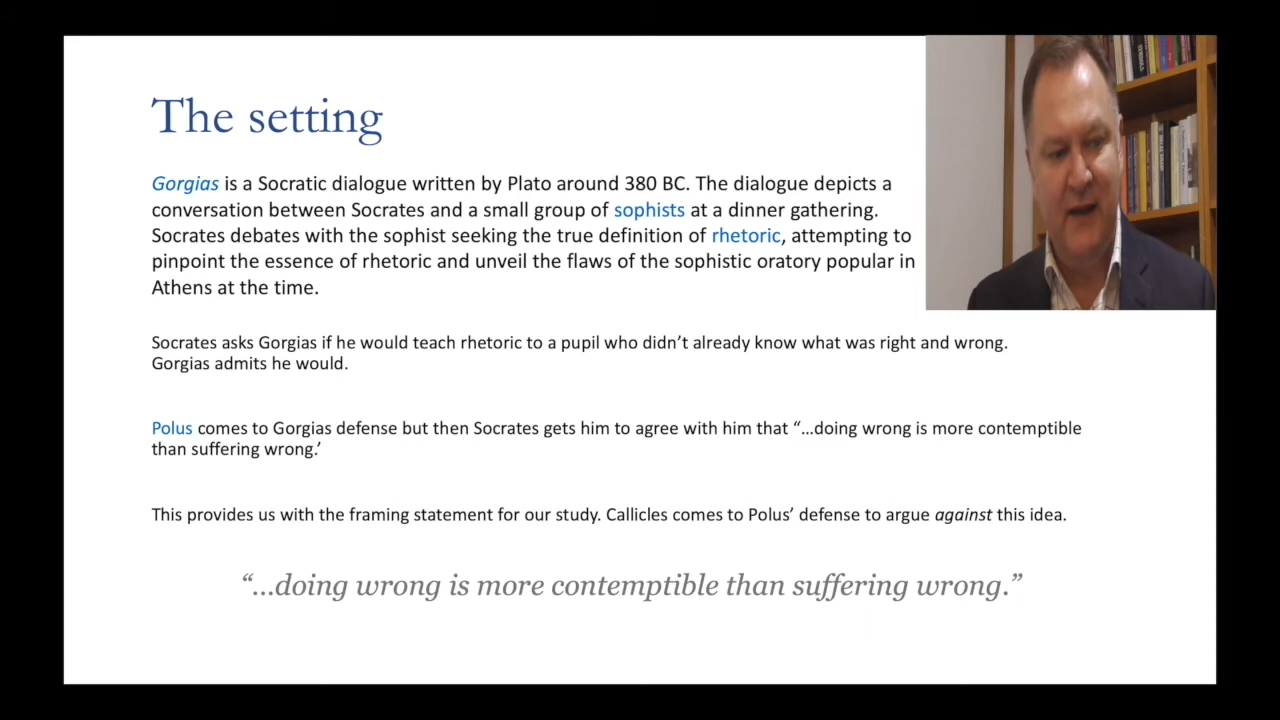 The setting
Gorgias is a Socratic dialogue written by Plato around 380 BC. The dialogue depicts a
conversation between Socrates and a small group of sophists at a dinner gathering.
Socrates debates with the sophist seeking the true definition of rhetoric, attempting to
pinpoint the essence of rhetoric and unveil the flaws of the sophistic oratory popular in
Athens at the time.
Socrates asks Gorgias if he would teach rhetoric to a pupil who didn’t already know what was right and wrong.
Gorgias admits he would.
Polus comes to Gorgias defense but then Socrates gets him to agree with him that “…doing wrong is more contemptible
than suffering wrong.’
This provides us with the framing statement for our study. Callicles comes to Polus’ defense to argue against this idea.
“…doing wrong is more contemptible than suffering wrong.”